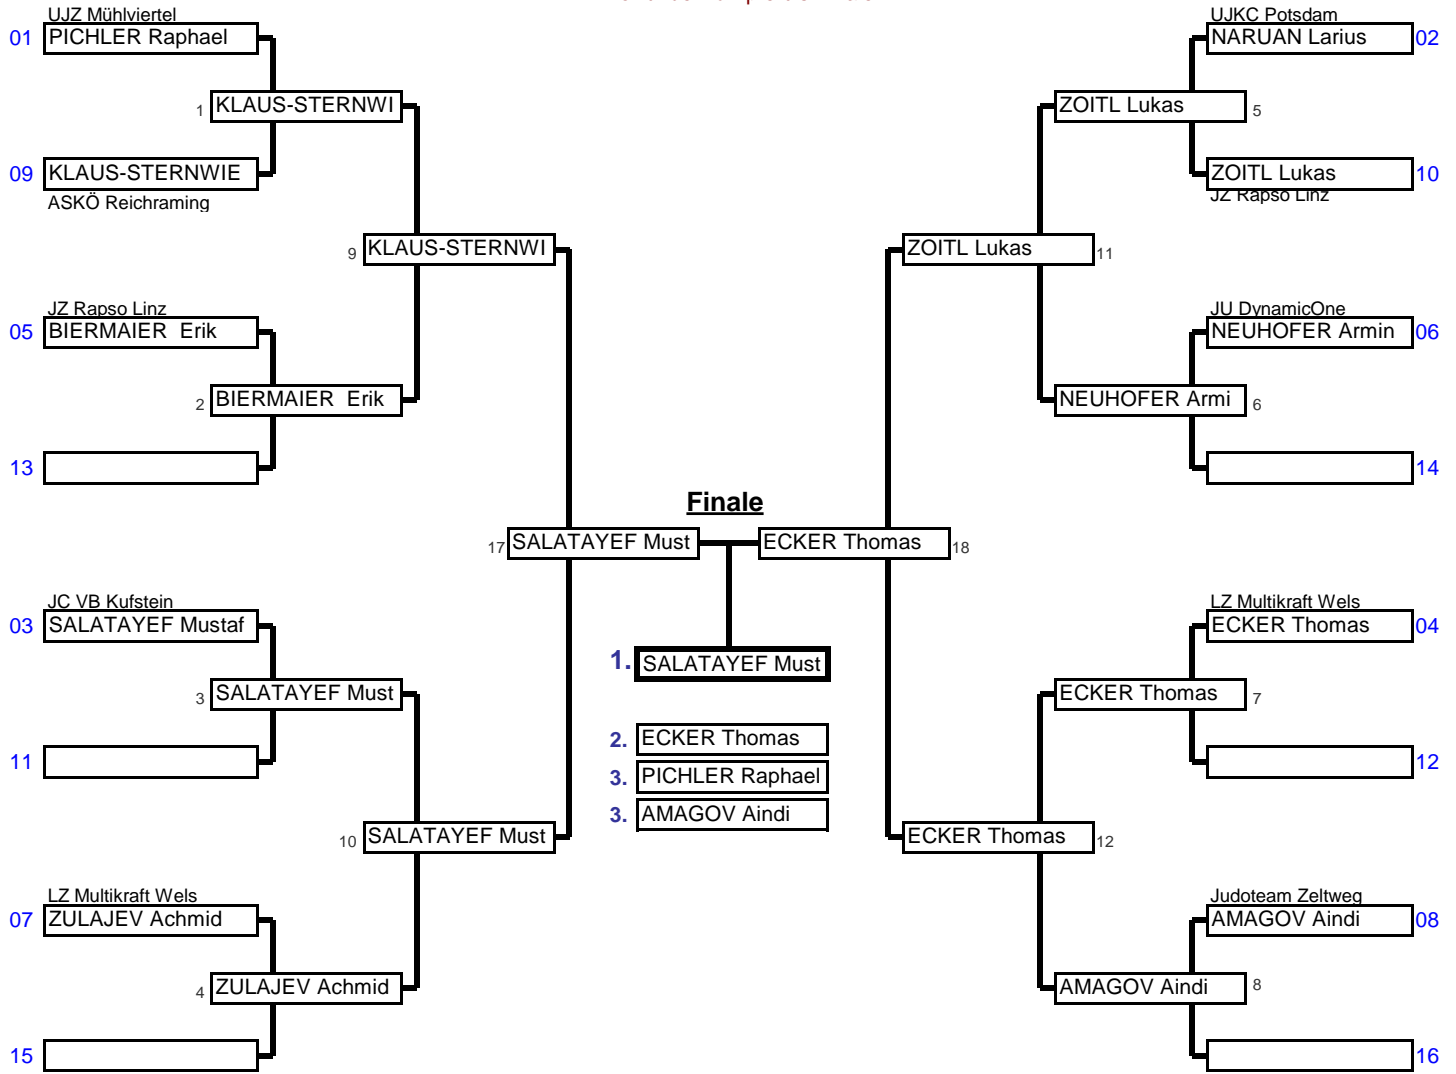 UJZ Mühlviertel
01 PICHLER Raphael
1 KLAUS-STERNWI
09 KLAUS-STERNWIE
ASKÖ Reichraming
9 KLAUS-STERNWI
JZ Rapso Linz
05 BIERMAIER  Erik
2 BIERMAIER  Erik
13
17 SALATAYEF Must
JC VB Kufstein
03 SALATAYEF Mustaf
3 SALATAYEF Must
11
10 SALATAYEF Must
LZ Multikraft Wels
07 ZULAJEV Achmid
4 ZULAJEV Achmid
15
Finale
1. SALATAYEF Must
2. ECKER Thomas
3. PICHLER Raphael
3. AMAGOV Aindi
UJKC Potsdam
NARUAN Larius 02
ZOITL Lukas 5
ZOITL Lukas 10
JZ Rapso Linz
ZOITL Lukas 11
JU DynamicOne
NEUHOFER Armin 06
NEUHOFER Armi 6
14
ECKER Thomas 18
LZ Multikraft Wels
ECKER Thomas 04
ECKER Thomas 7
12
ECKER Thomas 12
Judoteam Zeltweg
AMAGOV Aindi 08
AMAGOV Aindi 8
16